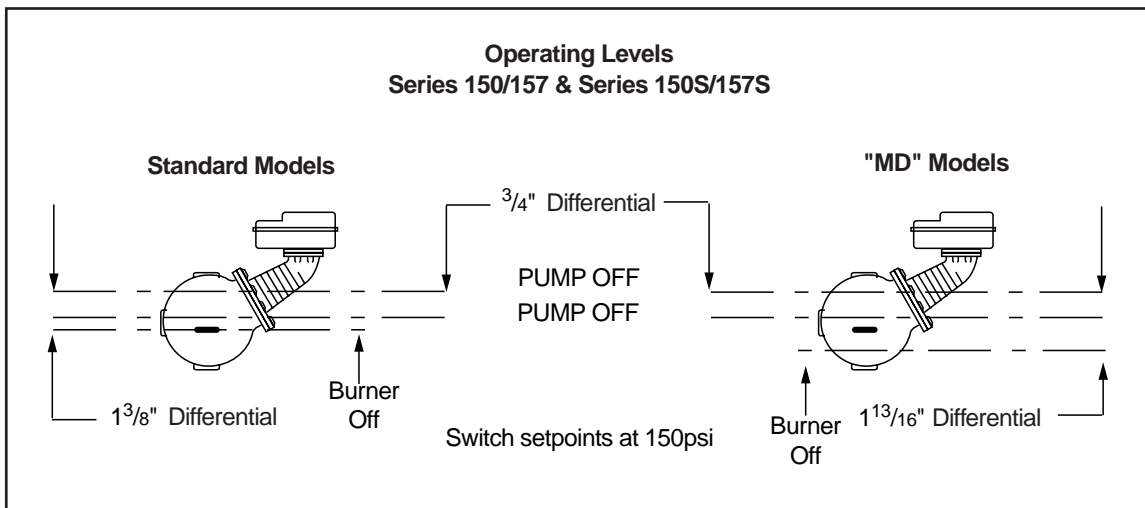 Operating Levels
Series 150/157 & Series 150S/157S
Standard Models
"MD" Models
3/4" Differential
PUMP OFF
PUMP OFF
Burner
Off
1 3/8" Differential
Switch setpoints at 150psi
Burner
Off
1 13/16" Differential